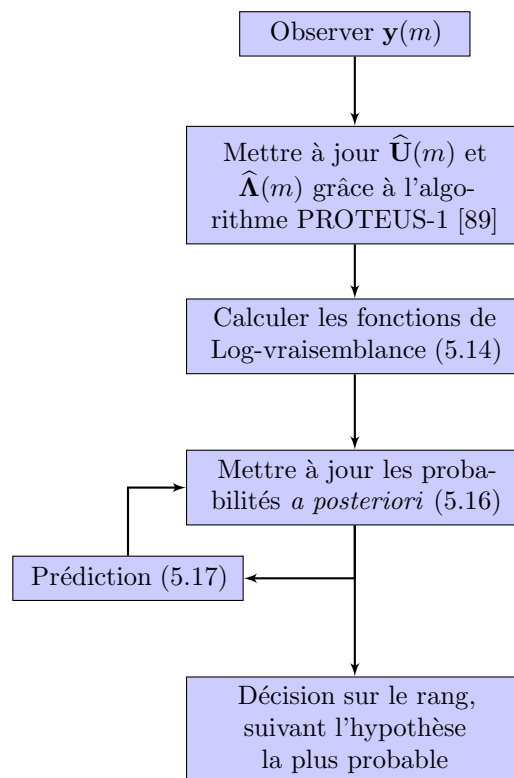 Observer y(m)
Mettre à jour Û(m) et
Λ̂(m) grâce à l'algo-
rithme PROTEUS-1 [89]
Calculer les fonctions de
Log-vraisemblance (5.14)
Mettre à jour les proba-
bilités a posteriori (5.16)
Prédiction (5.17)
Décision sur le rang,
suivant l'hypothèse
la plus probable